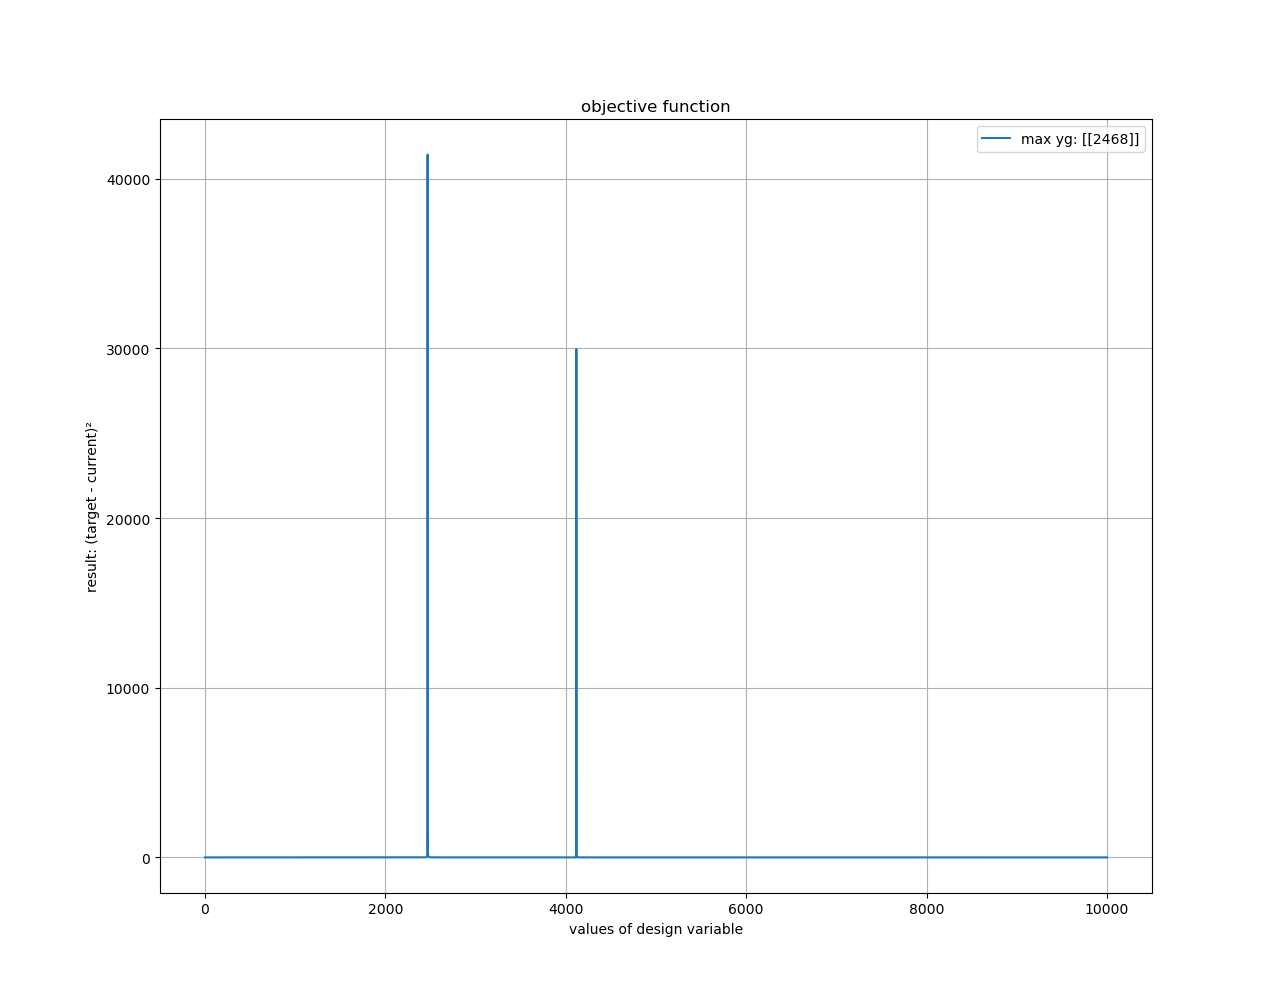 objective function
max yg: [[2468]]
40000
30000
20000
10000
0
result: (target - current)²
0 2000 4000 6000 8000 10000
values of design variable